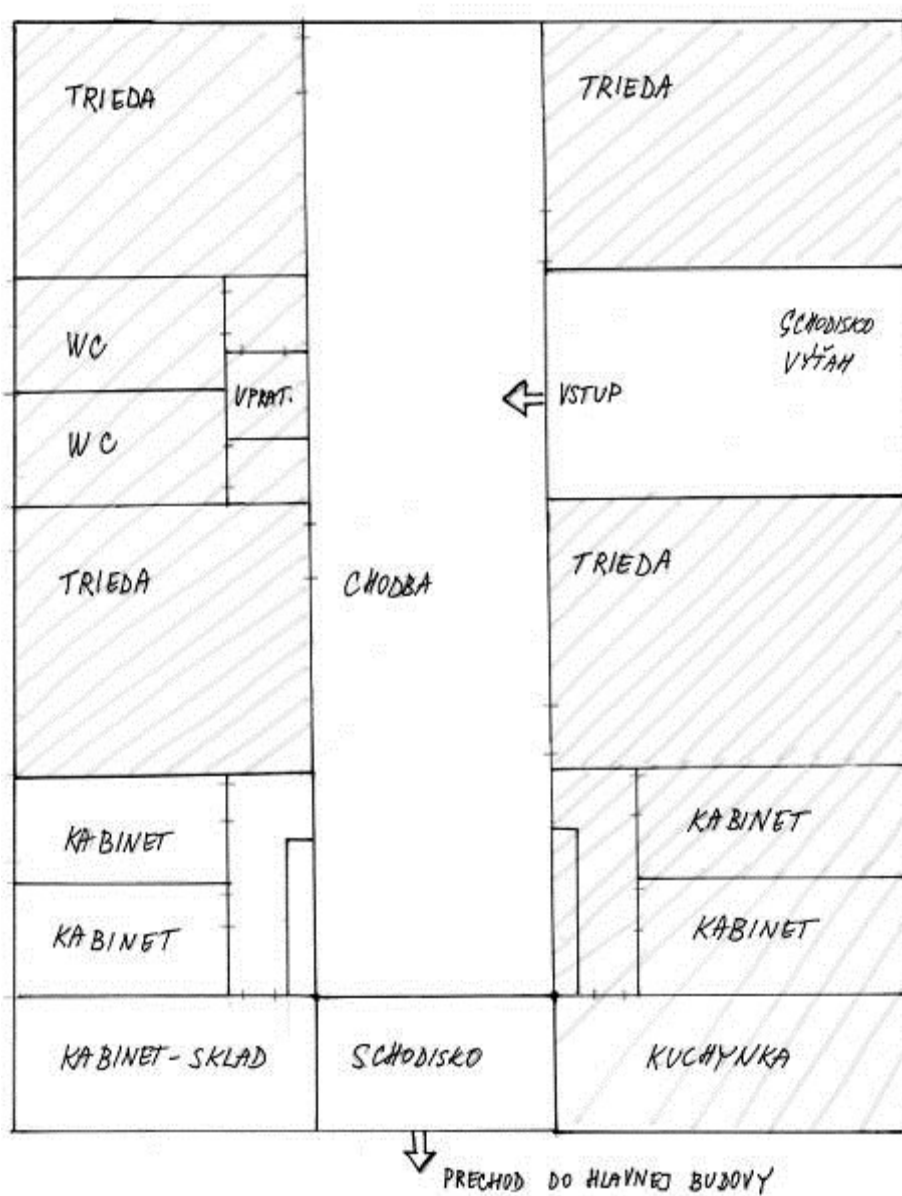 TRIEDA
TRIEDA
WC
UPRAT.
WC
SCHODISKO
VÝŤAH
VSTUP
TRIEDA
CHODBA
TRIEDA
KABINET
KABINET
KABINET
KABINET
KABINET - SKLAD
SCHODISKO
KUCHYNKA
PRECHOD DO HLAVNEJ BUDOVY